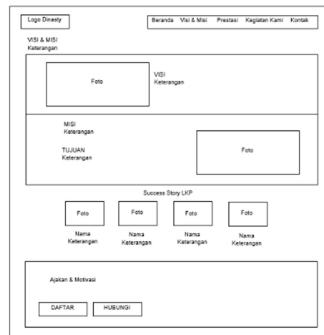 Logo Dinasty
Beranda Visi & Misi Prestasi Kegiatan Kami Kontak
VISI & MISI
Keterangan
Foto
VISI
Keterangan
MISI
Keterangan
TUJUAN
Keterangan
Foto
Success Story LKP
Foto Foto Foto Foto
Nama Nama Nama Nama
Keterangan Keterangan Keterangan Keterangan
Ajakan & Motivasi
DAFTAR HUBUNGI